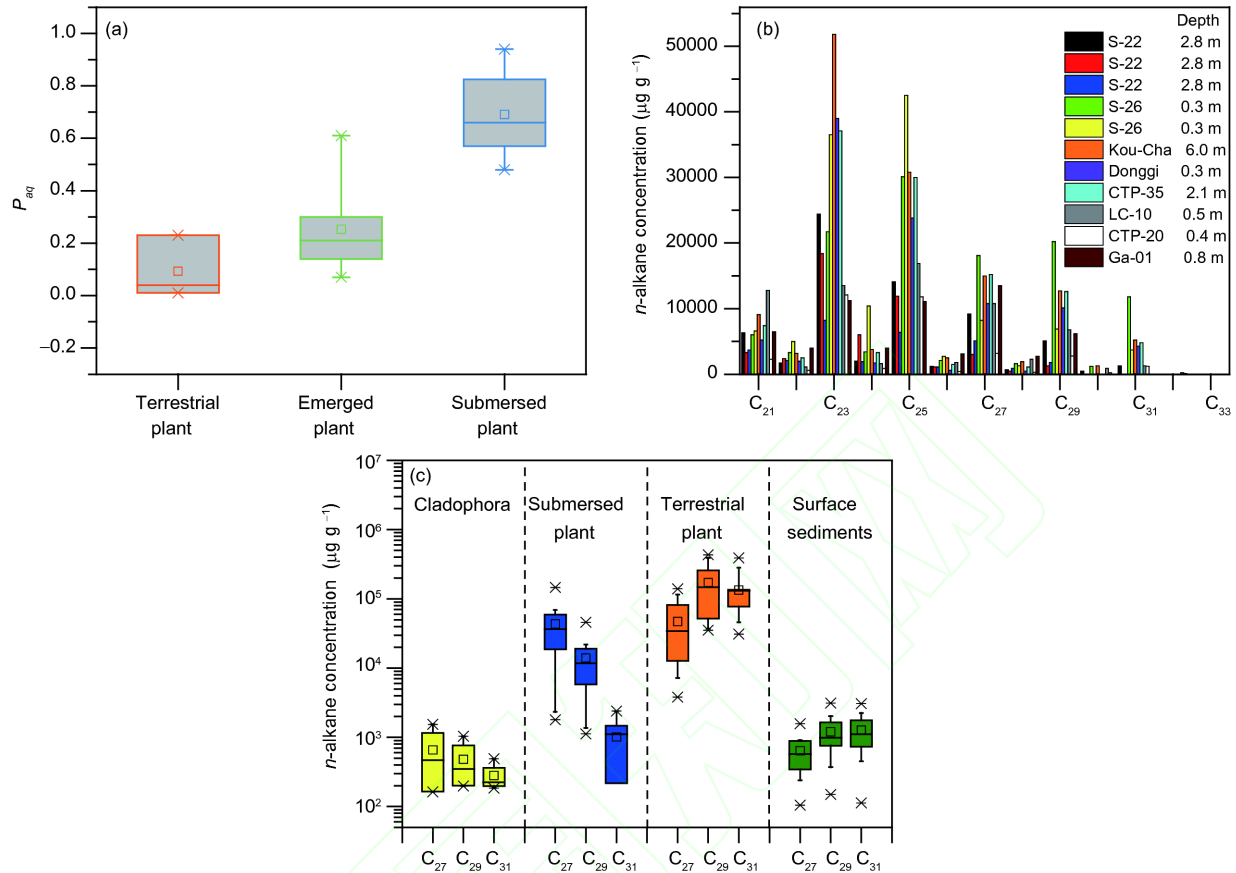 (a)
1.0
0.8
0.6
0.4
0.2
0.0
−0.2
P_aq
Terrestrial plant
Emerged plant
Submersed plant
(b)
50000
40000
30000
20000
10000
0
n-alkane concentration (µg g⁻¹)
Depth
S-22 2.8 m
S-22 2.8 m
S-22 2.8 m
S-26 0.3 m
S-26 0.3 m
Kou-Cha 6.0 m
Donggi 0.3 m
CTP-35 2.1 m
LC-10 0.5 m
CTP-20 0.4 m
Ga-01 0.8 m
C₂₁ C₂₃ C₂₅ C₂₇ C₂₉ C₃₁ C₃₃
(c)
10⁷
10⁶
10⁵
10⁴
10³
10²
n-alkane concentration (µg g⁻¹)
Cladophora
Submersed plant
Terrestrial plant
Surface sediments
C₂₇ C₂₉ C₃₁ C₂₇ C₂₉ C₃₁ C₂₇ C₂₉ C₃₁ C₂₇ C₂₉ C₃₁